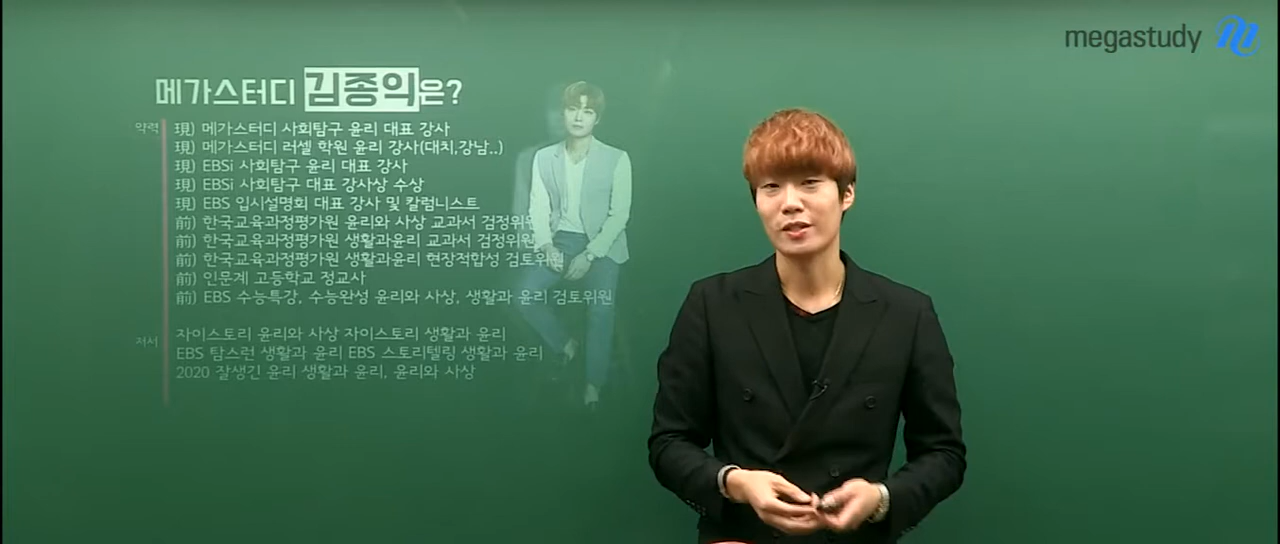 megastudy
메가스터디 김종익은?
약력
現) 메가스터디 사회탐구 윤리 대표 강사
現) 메가스터디 러셀 학원 윤리 강사(대치,강남..)
現) EBSi 사회탐구 윤리 대표 강사
現) EBSi 사회탐구 대표 강사상 수상
現) EBS 입시설명회 대표 강사 및 칼럼니스트
前) 한국교육과정평가원 윤리와 사상 교과서 검정위원
前) 한국교육과정평가원 생활과윤리 교과서 검정위원
前) 한국교육과정평가원 생활과윤리 현장적합성 검토위원
前) 인문계 고등학교 정교사
前) EBS 수능특강, 수능완성 윤리와 사상, 생활과 윤리 검토위원
저서
자이스토리 윤리와 사상 자이스토리 생활과 윤리
EBS 탐스런 생활과 윤리 EBS 스토리텔링 생활과 윤리
2020 잘생긴 윤리 생활과 윤리, 윤리와 사상